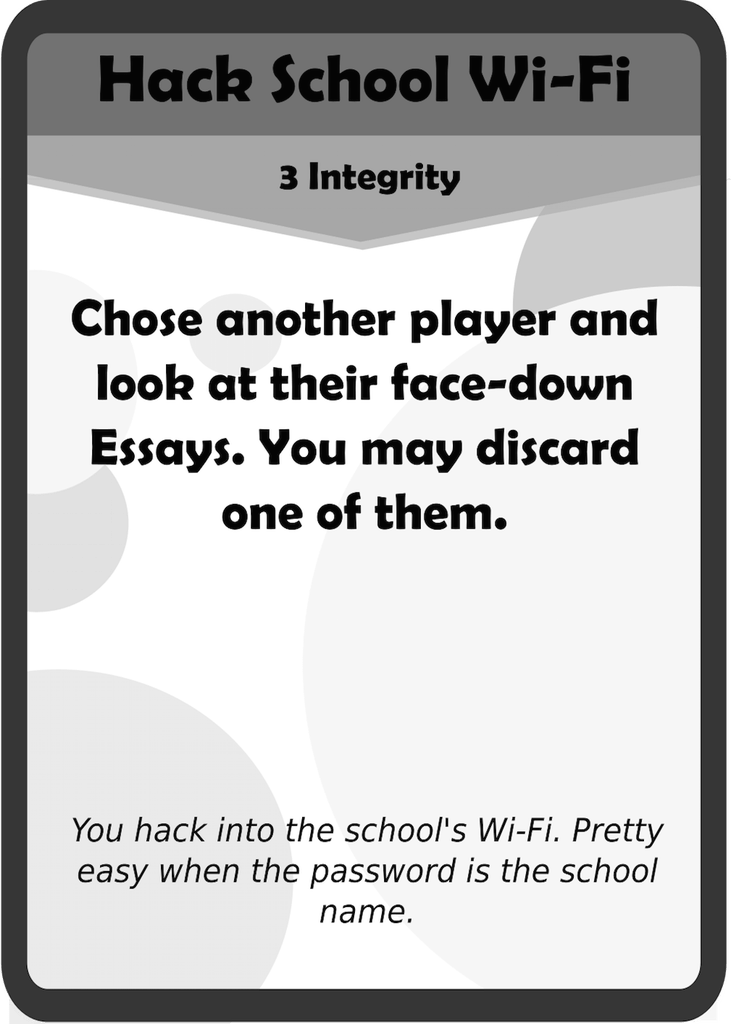 Hack School Wi-Fi
3 Integrity
Chose another player and
look at their face-down
Essays. You may discard
one of them.
You hack into the school's Wi-Fi. Pretty
easy when the password is the school
name.